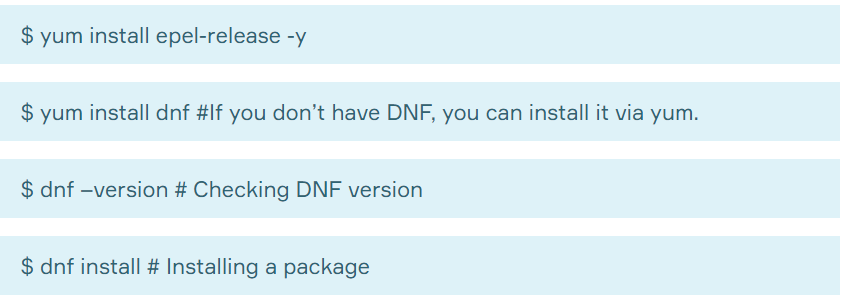 $ yum install epel-release -y
$ yum install dnf #If you don’t have DNF, you can install it via yum.
$ dnf –version # Checking DNF version
$ dnf install # Installing a package